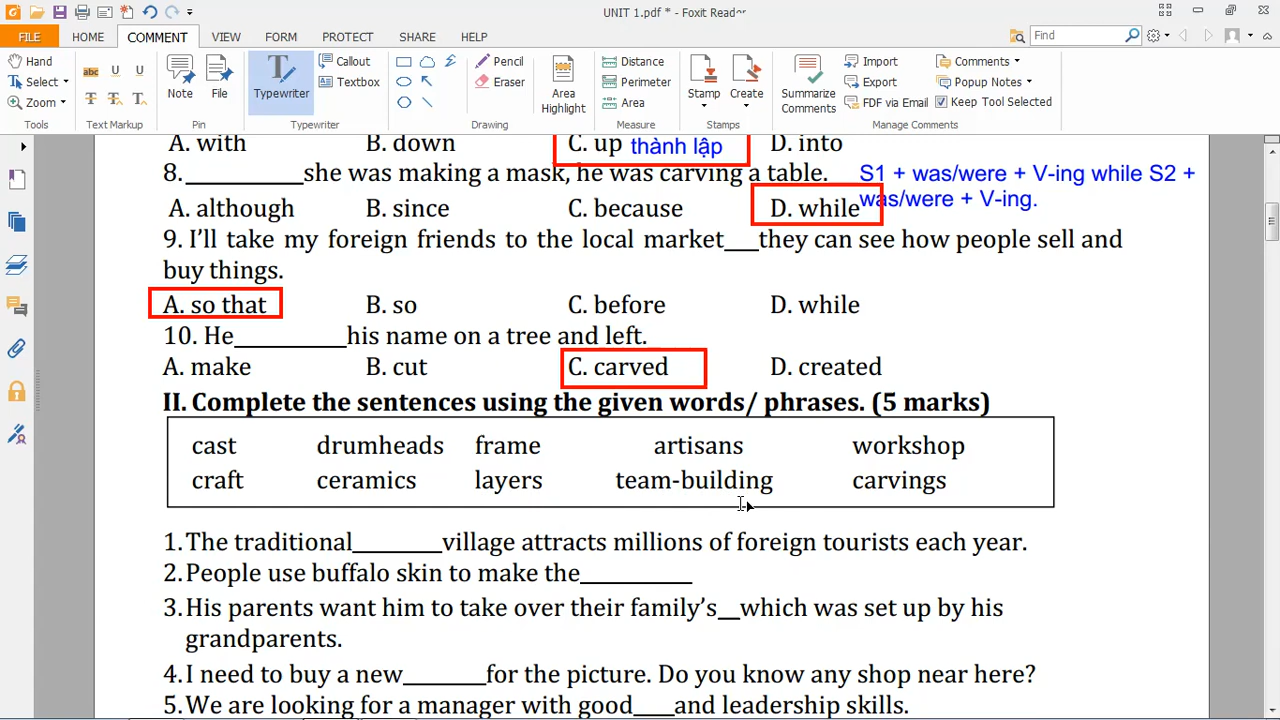 UNIT 1.pdf * - Foxit Reader
FILE HOME COMMENT VIEW FORM PROTECT SHARE HELP Find
Hand
Select
Zoom
Tools
abc U U
T T T
Text Markup
Note
File
Pin
Typewriter
Callout
Textbox
Typewriter
Pencil
Eraser
Drawing
Area Highlight
Distance
Perimeter
Area
Measure
Stamp
Create
Stamps
Summarize Comments
Import
Export
FDF via Email
Comments
Popup Notes
Keep Tool Selected
Manage Comments
A. with B. down C. up thành lập D. into
8.____________she was making a mask, he was carving a table. S1 + was/were + V-ing while S2 +
was/were + V-ing.
A. although B. since C. because D. while
9. I’ll take my foreign friends to the local market____they can see how people sell and
buy things.
A. so that B. so C. before D. while
10. He___________his name on a tree and left.
A. make B. cut C. carved D. created
II. Complete the sentences using the given words/ phrases. (5 marks)
cast drumheads frame artisans workshop
craft ceramics layers team-building carvings
1.The traditional________village attracts millions of foreign tourists each year.
2.People use buffalo skin to make the__________
3.His parents want him to take over their family’s__which was set up by his
grandparents.
4.I need to buy a new________for the picture. Do you know any shop near here?
5.We are looking for a manager with good____and leadership skills.